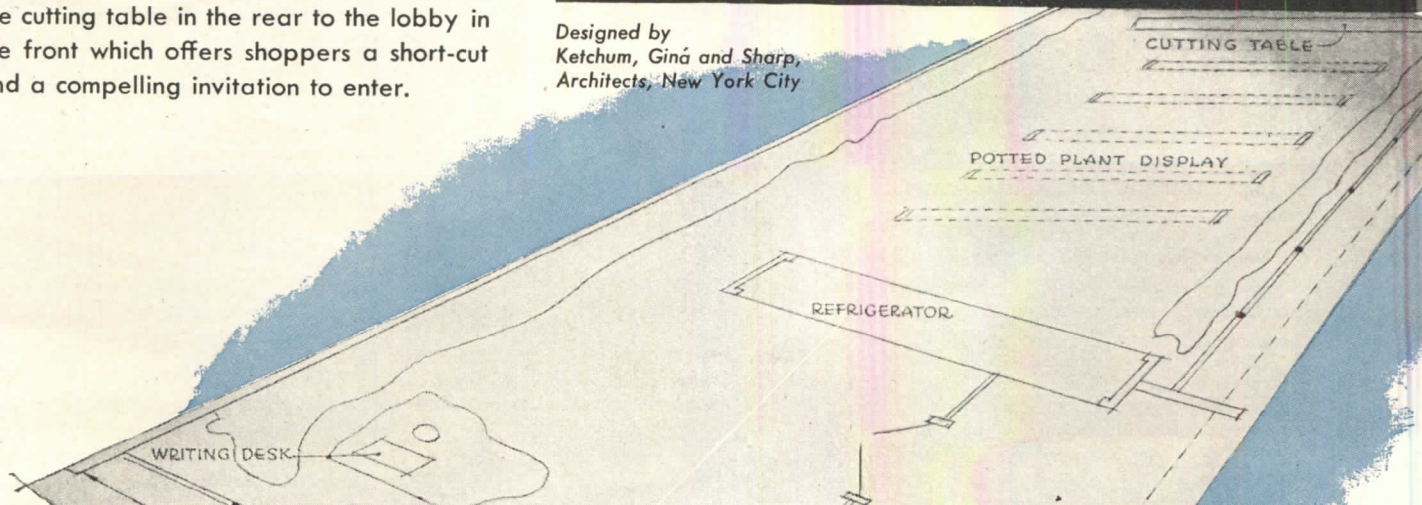 cutting table in the rear to the lobby in
front which offers shoppers a short-cut
a compelling invitation to enter.
Designed by
Ketchum, Giná and Sharp,
Architects, New York City
CUTTING TABLE
POTTED PLANT DISPLAY
REFRIGERATOR
WRITING DESK